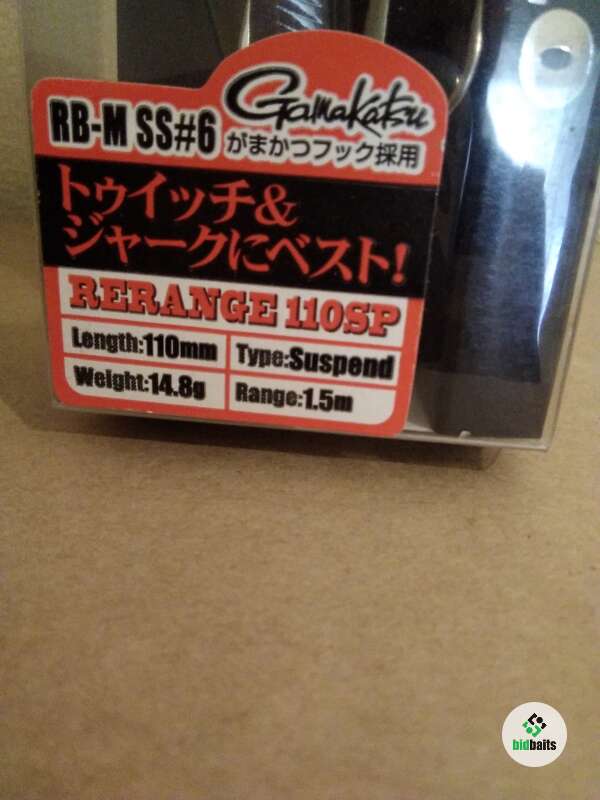 Gamakatsu
RB-M SS#6
がまかつフック採用
トゥイッチ&
ジャークにベスト!
RERANGE 110SP
Length:110mm
Type:Suspend
Weight:14.8g
Range:1.5m
bidbaits